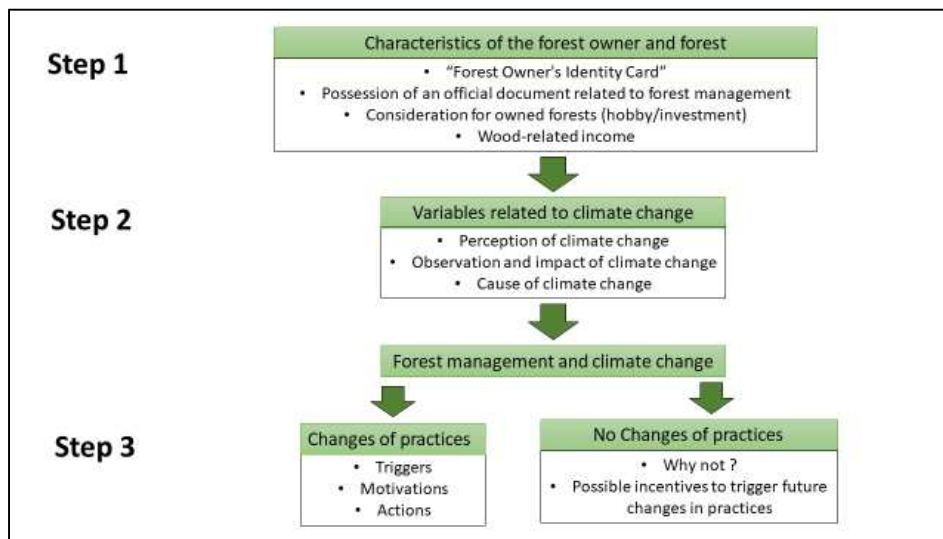 Step 1
Characteristics of the forest owner and forest
• "Forest Owner's Identity Card"
• Possession of an official document related to forest management
• Consideration for owned forests (hobby/investment)
• Wood-related income
Step 2
Variables related to climate change
• Perception of climate change
• Observation and impact of climate change
• Cause of climate change
Forest management and climate change
Step 3
Changes of practices
• Triggers
• Motivations
• Actions
No Changes of practices
• Why not ?
• Possible incentives to trigger future
changes in practices